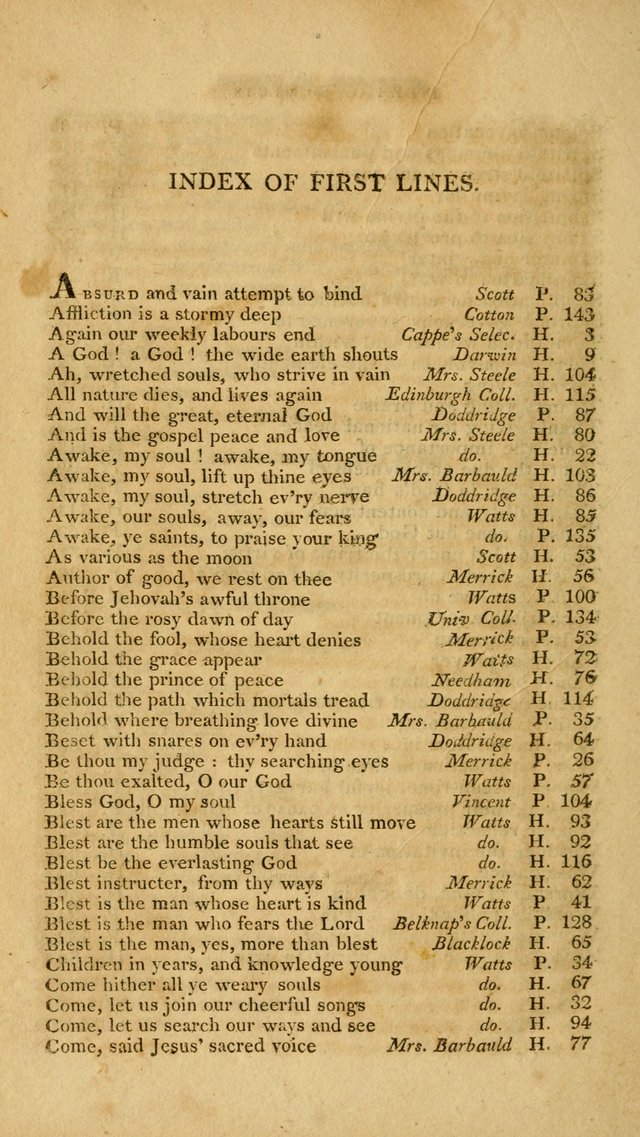 INDEX OF FIRST LINES.
ABSURD and vain attempt to bind Scott P. 83
Affliction is a stormy deep Cotton P. 143
Again our weekly labours end Cappe's Selec. H. 3
A God ! a God ! the wide earth shouts Darwin H. 9
Ah, wretched souls, who strive in vain Mrs. Steele H. 104
All nature dies, and lives again Edinburgh Coll. H. 115
And will the great, eternal God Doddridge P. 87
And is the gospel peace and love Mrs. Steele H. 80
Awake, my soul ! awake, my tongue do. H. 22
Awake, my soul, lift up thine eyes Mrs. Barbauld H. 103
Awake, my soul, stretch ev'ry nerve Doddridge H. 86
Awake, our souls, away, our fears Watts H. 85
Awake, ye saints, to praise your king do. P. 135
As various as the moon Scott H. 53
Author of good, we rest on thee Merrick H. 56
Before Jehovah's awful throne Watts P 100
Before the rosy dawn of day Univ Coll. P. 134
Behold the fool, whose heart denies Merrick P. 53
Behold the grace appear Watts H. 72
Behold the prince of peace Needham H. 76
Behold the path which mortals tread Doddridge H 114
Behold where breathing love divine Mrs. Barbauld P. 35
Beset with snares on ev'ry hand Doddridge H. 64
Be thou my judge : thy searching eyes Merrick P. 26
Be thou exalted, O our God Watts P. 57
Bless God, O my soul Vincent P 104
Blest are the men whose hearts still move Watts H. 93
Blest are the humble souls that see do. H. 92
Blest be the everlasting God do. H. 116
Blest instructer, from thy ways Merrick H. 62
Blest is the man whose heart is kind Watts P 41
Blest is the man who fears the Lord Belknap's Coll. P. 128
Blest is the man, yes, more than blest Blacklock H. 65
Children in years, and knowledge young Watts P. 34
Come hither all ye weary souls do. H. 67
Come, let us join our cheerful songs do. H. 32
Come, let us search our ways and see do. H. 94
Come, said Jesus' sacred voice Mrs. Barbauld H. 77